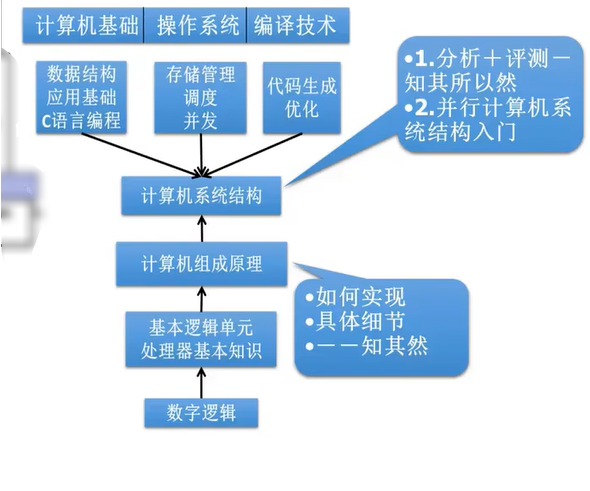 计算机基础 操作系统 编译技术
数据结构
应用基础
C语言编程
存储管理
调度
并发
代码生成
优化
•1.分析＋评测－
知其所以然
•2.并行计算机系
统结构入门
计算机系统结构
计算机组成原理
•如何实现
•具体细节
•－－知其然
基本逻辑单元
处理器基本知识
数字逻辑